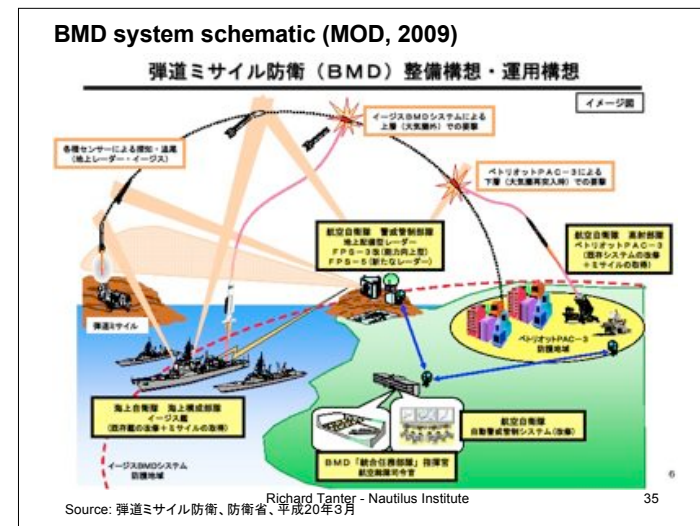 BMD system schematic (MOD, 2009)
弾道ミサイル防衛（BMD）整備構想・運用構想
イメージ図
イージスBMDシステムによる
上層（大気圏外）での要撃
各種センサーによる探知・追尾
（地上レーダー・イージス）
ペトリオットPAC-3による
下層（大気圏再突入時）での要撃
航空自衛隊 警戒管制部隊
地上配備型レーダー
FPS-3改（能力向上型）
FPS-5（新たなレーダー）
航空自衛隊 高射部隊
ペトリオットPAC-3
（既存システムの改修
＋ミサイルの取得）
弾道ミサイル
ペトリオットPAC-3
防護地域
海上自衛隊 海上構成部隊
イージス艦
（既存艦の改修＋ミサイルの取得）
航空自衛隊
自動警戒管制システム（改修）
イージスBMDシステム
防護地域
BMD「統合任務部隊」指揮官
航空総隊司令官
6
Richard Tanter - Nautilus Institute
35
Source: 弾道ミサイル防衛、防衛省、平成20年3月